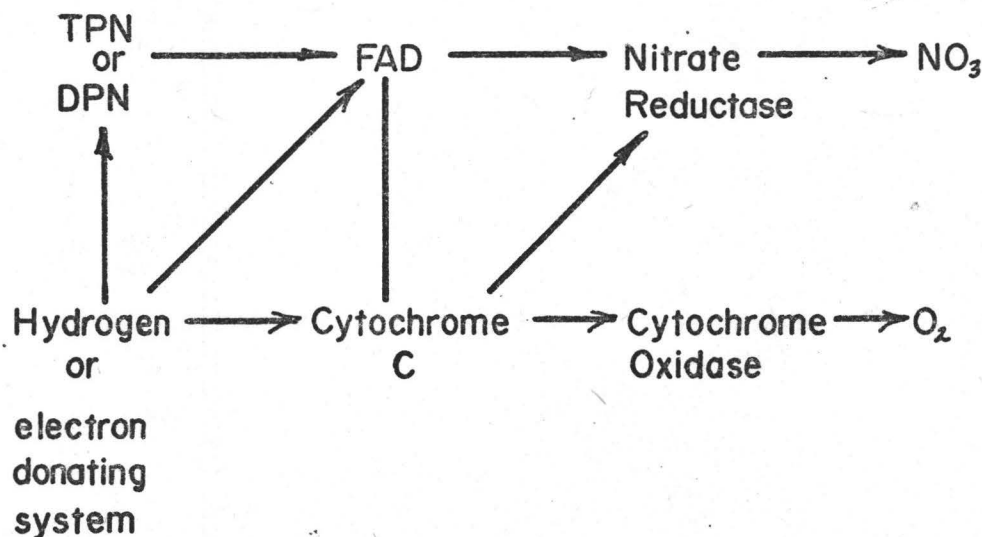 TPN
or
DPN
FAD
Nitrate
Reductase
NO₃
Hydrogen
or
electron
donating
system
Cytochrome
C
Cytochrome
Oxidase
O₂